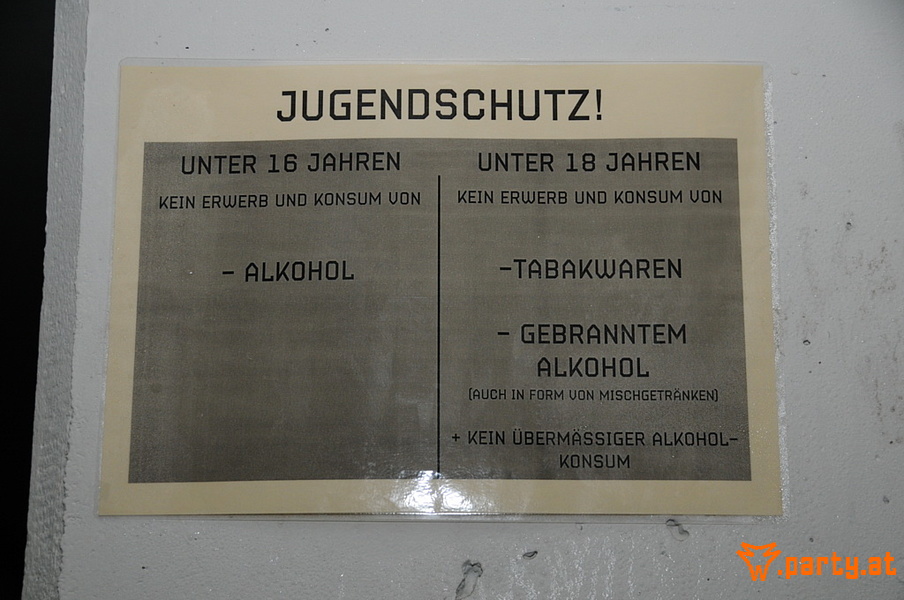 JUGENDSCHUTZ!
UNTER 16 JAHREN
KEIN ERWERB UND KONSUM VON
- ALKOHOL
UNTER 18 JAHREN
KEIN ERWERB UND KONSUM VON
-TABAKWAREN
- GEBRANNTEM
ALKOHOL
(AUCH IN FORM VON MISCHGETRÄNKEN)
+ KEIN ÜBERMÄSSIGER ALKOHOL-
KONSUM
W.party.at